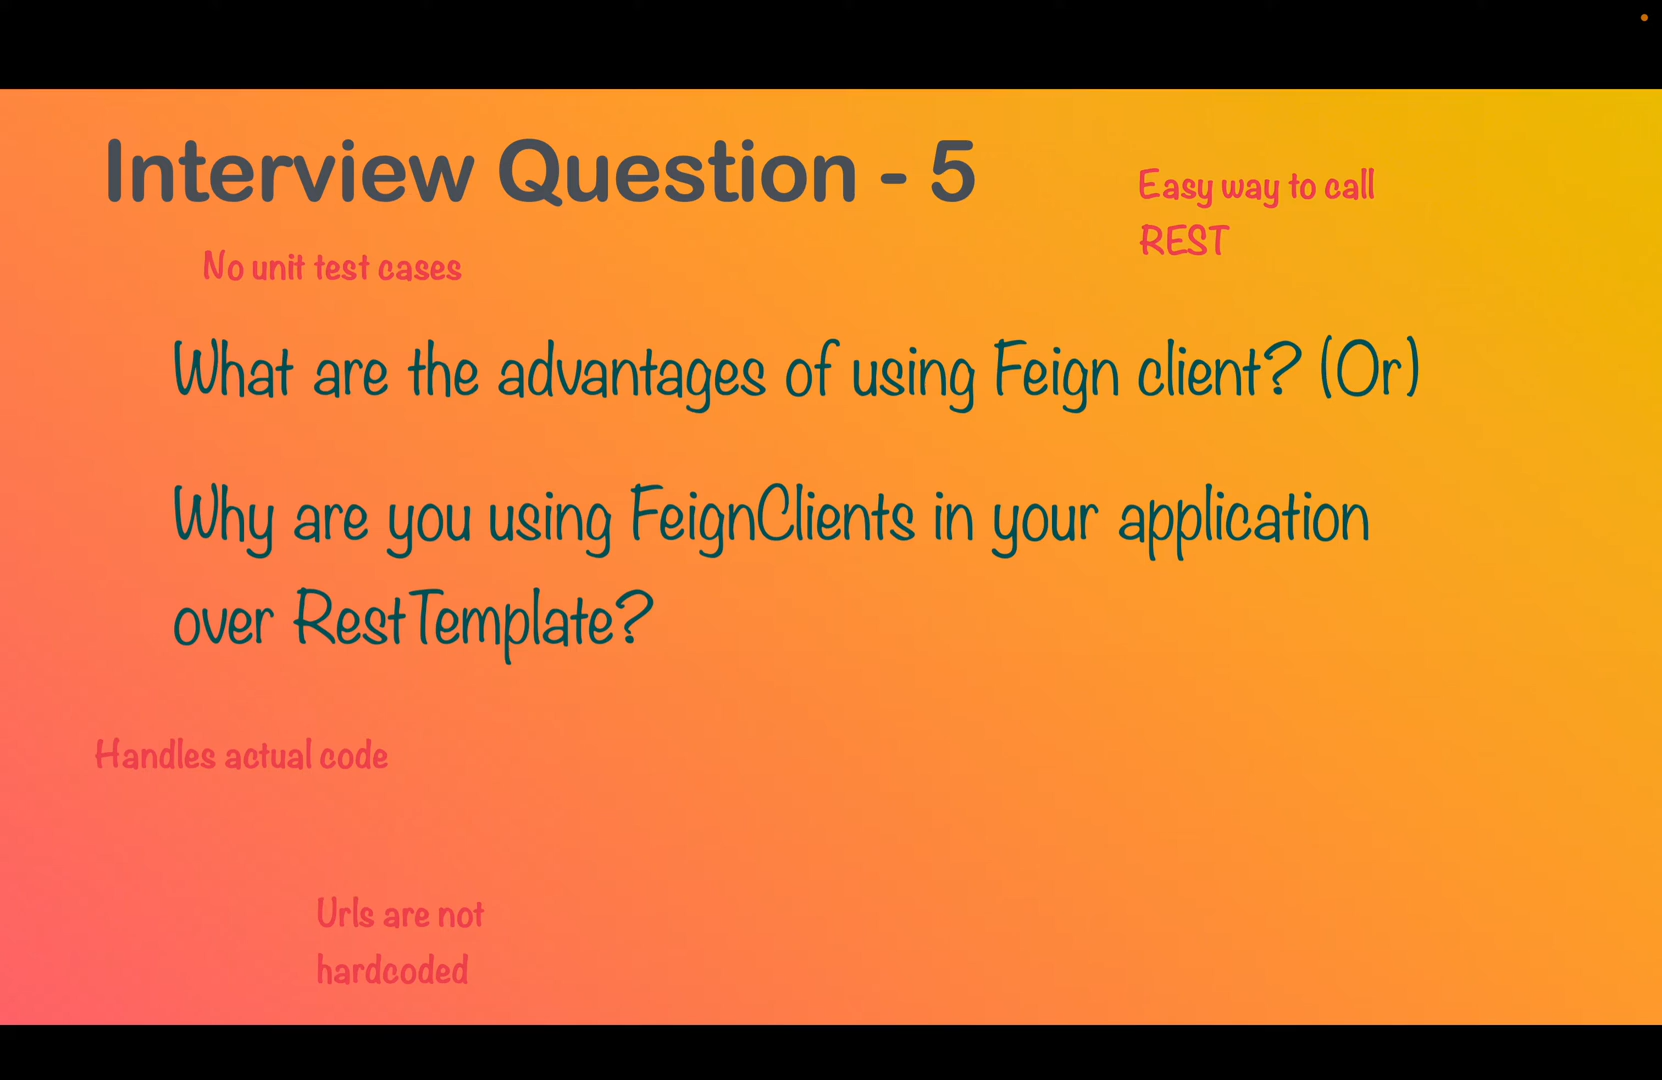 Interview Question - 5
Easy way to call
REST
No unit test cases
What are the advantages of using Feign client? (Or)
Why are you using FeignClients in your application
over RestTemplate?
Handles actual code
Urls are not
hardcoded